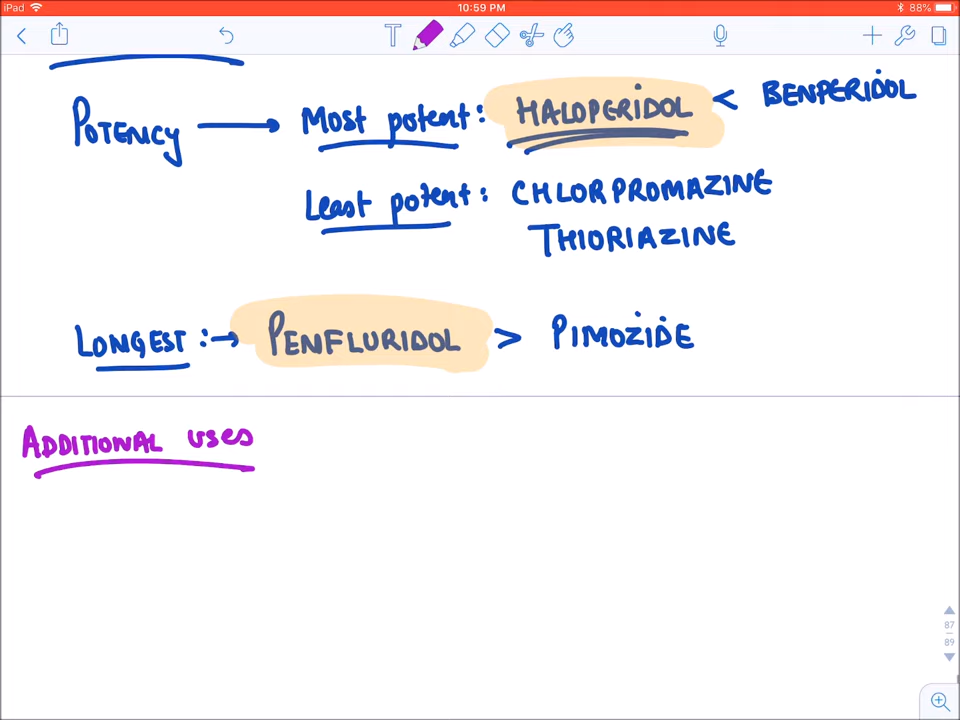 iPad 10:59 PM 88%
T
POTENCY → Most potent : HALOPERIDOL < BENPERIDOL
Least potent : CHLORPROMAZINE
THIORIAZINE
LONGEST :→ PENFLURIDOL > PIMOZIDE
ADDITIONAL uses
87
89